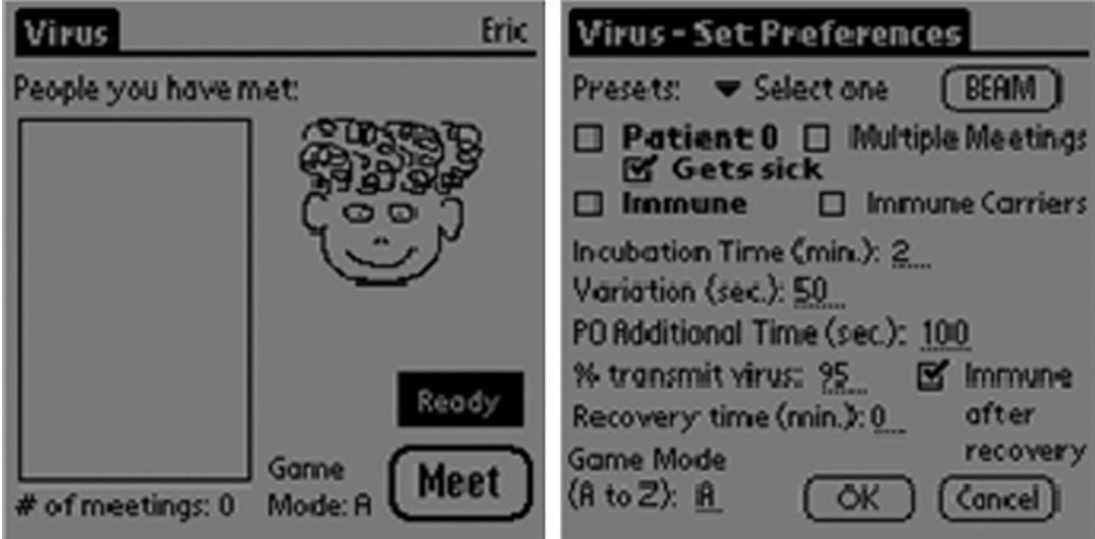 Virus
Eric
People you have met:
Ready
Game
Mode: A
Meet
# of meetings: 0
Virus - Set Preferences
Presets: Select one BEAM
Patient 0 Multiple Meetings
Gets sick
Immune Immune Carriers
Incubation Time (min.): 2
Variation (sec.): 50
P0 Additional Time (sec.): 100
% transmit virus: 95 Immune
Recovery time (min.): 0 after
recovery
Game Mode
(A to Z): A OK Cancel